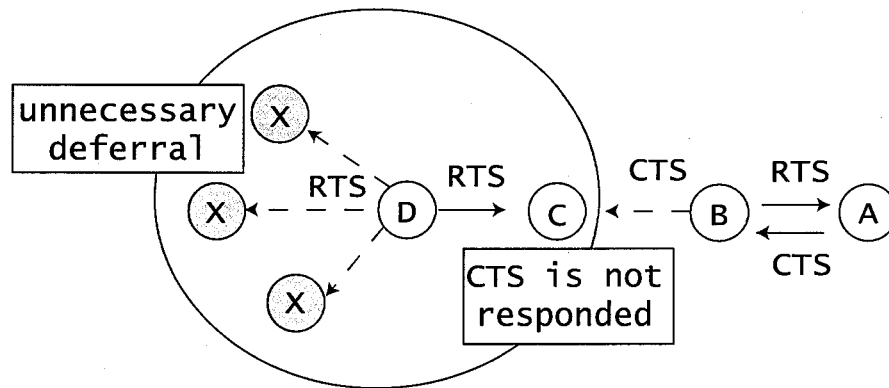 unnecessary
deferral
X
X
X
RTS
D
RTS
C
CTS
B
RTS
A
CTS
CTS is not
responded